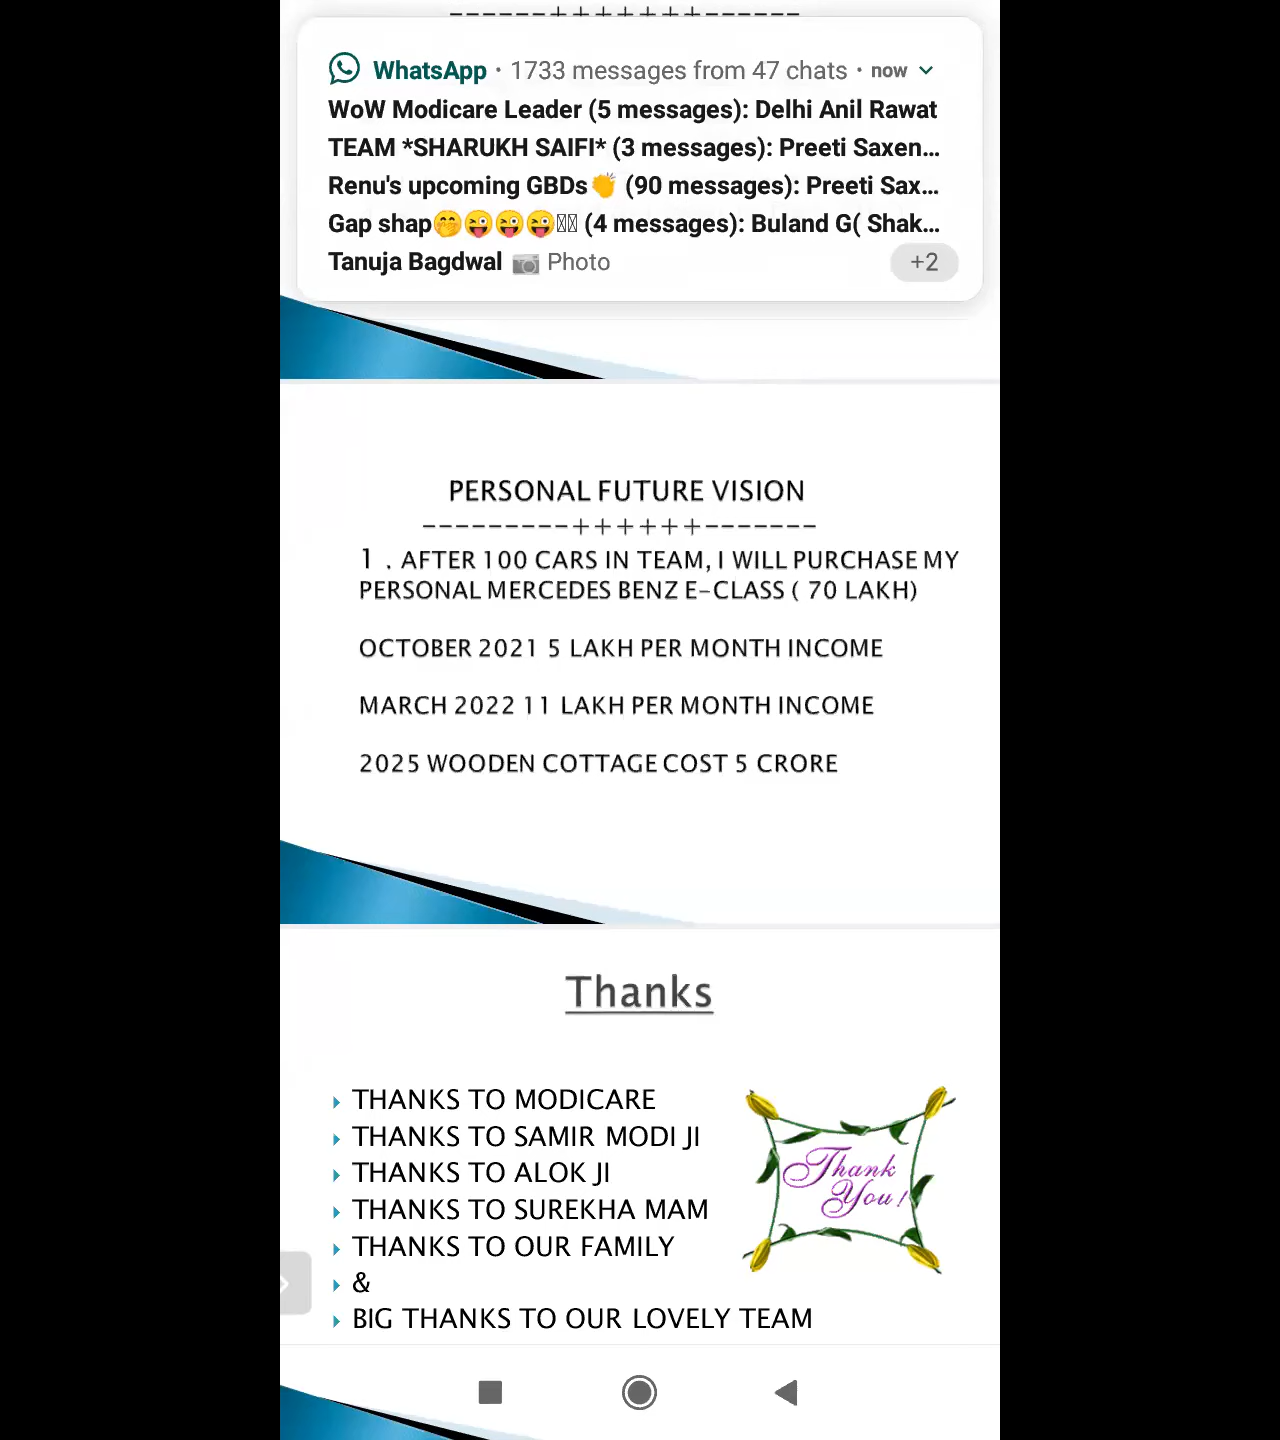 ------++++++------
WhatsApp · 1733 messages from 47 chats · now
WoW Modicare Leader (5 messages): Delhi Anil Rawat
TEAM *SHARUKH SAIFI* (3 messages): Preeti Saxen...
Renu's upcoming GBDs👏 (90 messages): Preeti Sax...
Gap shap🤭😜😜😜 (4 messages): Buland G( Shak...
Tanuja Bagdwal 📷 Photo
+2
PERSONAL FUTURE VISION
---------++++++-------
1 . AFTER 100 CARS IN TEAM, I WILL PURCHASE MY
PERSONAL MERCEDES BENZ E-CLASS ( 70 LAKH)
OCTOBER 2021 5 LAKH PER MONTH INCOME
MARCH 2022 11 LAKH PER MONTH INCOME
2025 WOODEN COTTAGE COST 5 CRORE
Thanks
THANKS TO MODICARE
THANKS TO SAMIR MODI JI
THANKS TO ALOK JI
THANKS TO SUREKHA MAM
THANKS TO OUR FAMILY
&
BIG THANKS TO OUR LOVELY TEAM
Thank
You!